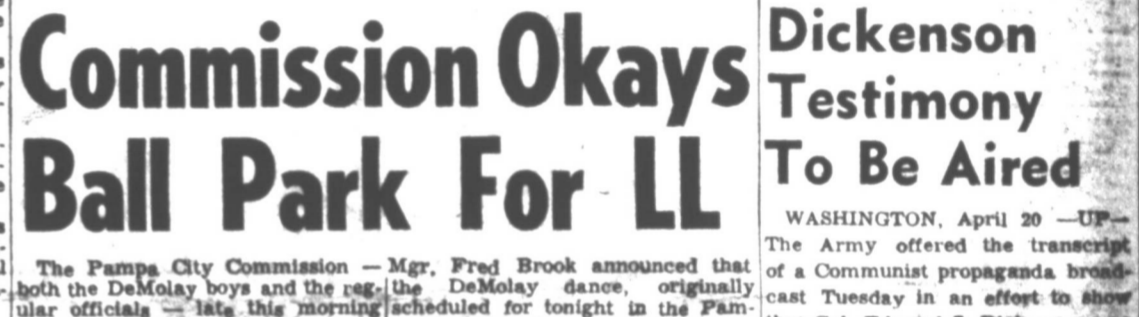 Commission Okays
Ball Park For LL
The Pampa City Commission —
both the DeMolay boys and the reg-
ular officials — late this morning
Mgr. Fred Brook announced that
the DeMolay dance, originally
scheduled for tonight in the Pam-
Dickenson
Testimony
To Be Aired
WASHINGTON, April 20 —UP—
The Army offered the transcript
of a Communist propaganda broad-
cast Tuesday in an effort to show